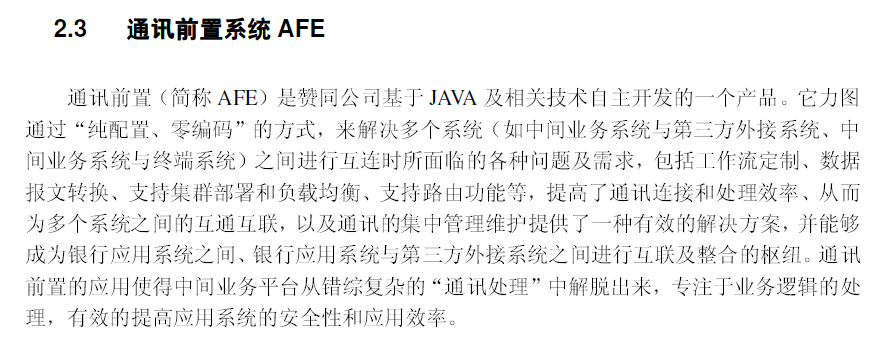 2.3 通讯前置系统 AFE
通讯前置（简称 AFE）是赞同公司基于 JAVA 及相关技术自主开发的一个产品。它力图
通过“纯配置、零编码”的方式，来解决多个系统（如中间业务系统与第三方外接系统、中
间业务系统与终端系统）之间进行互连时所面临的各种问题及需求，包括工作流定制、数据
报文转换、支持集群部署和负载均衡、支持路由功能等，提高了通讯连接和处理效率、从而
为多个系统之间的互通互联，以及通讯的集中管理维护提供了一种有效的解决方案，并能够
成为银行应用系统之间、银行应用系统与第三方外接系统之间进行互联及整合的枢纽。通讯
前置的应用使得中间业务平台从错综复杂的“通讯处理”中解脱出来，专注于业务逻辑的处
理，有效的提高应用系统的安全性和应用效率。